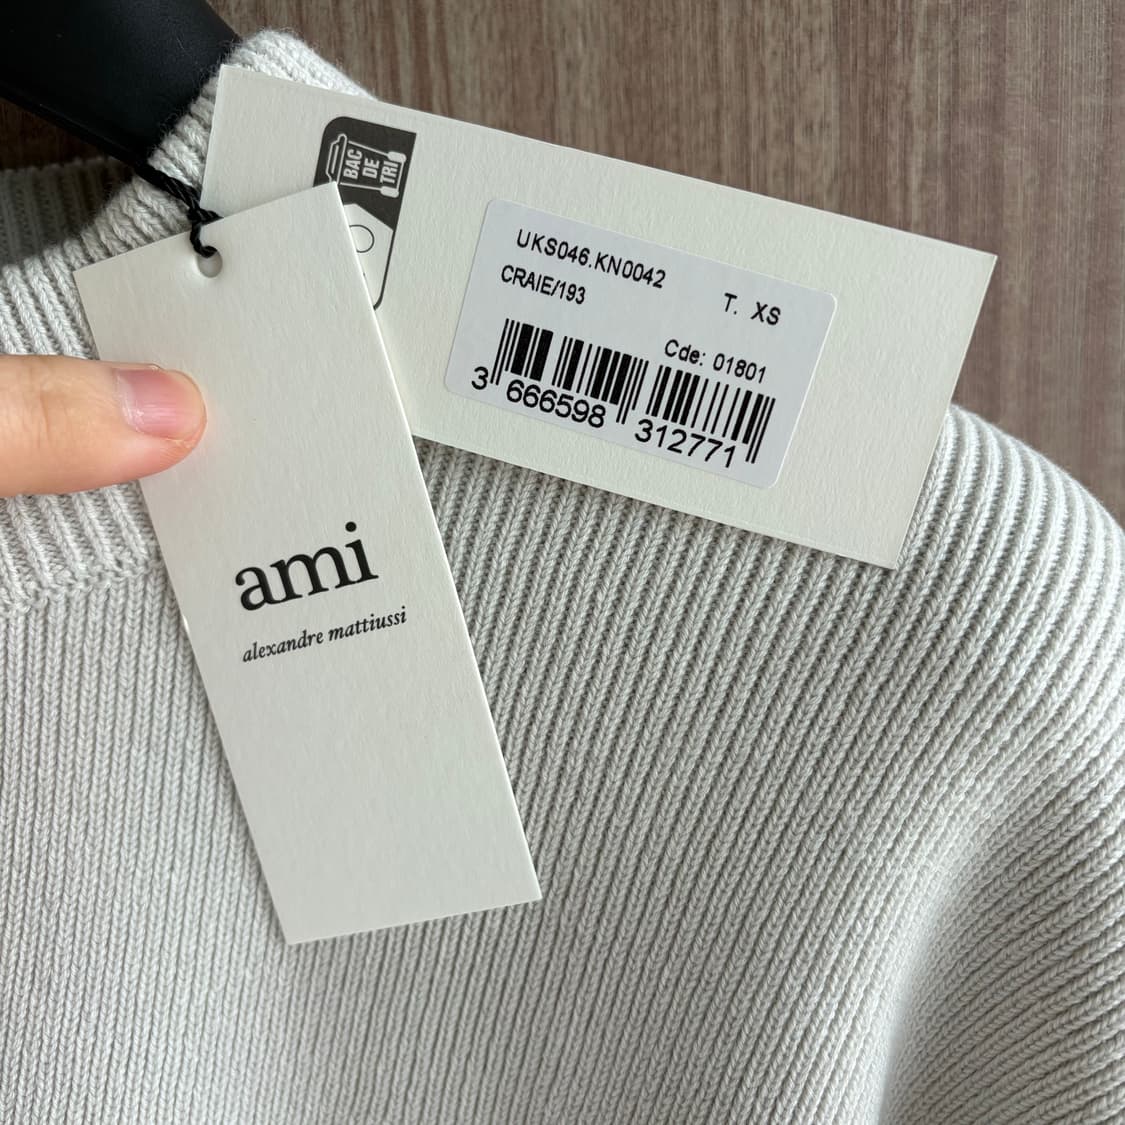 BAC
DE
TRI
UKS046.KN0042
CRAIE/193
T. XS
Cde: 01801
3 666598 312771
ami
alexandre mattiussi